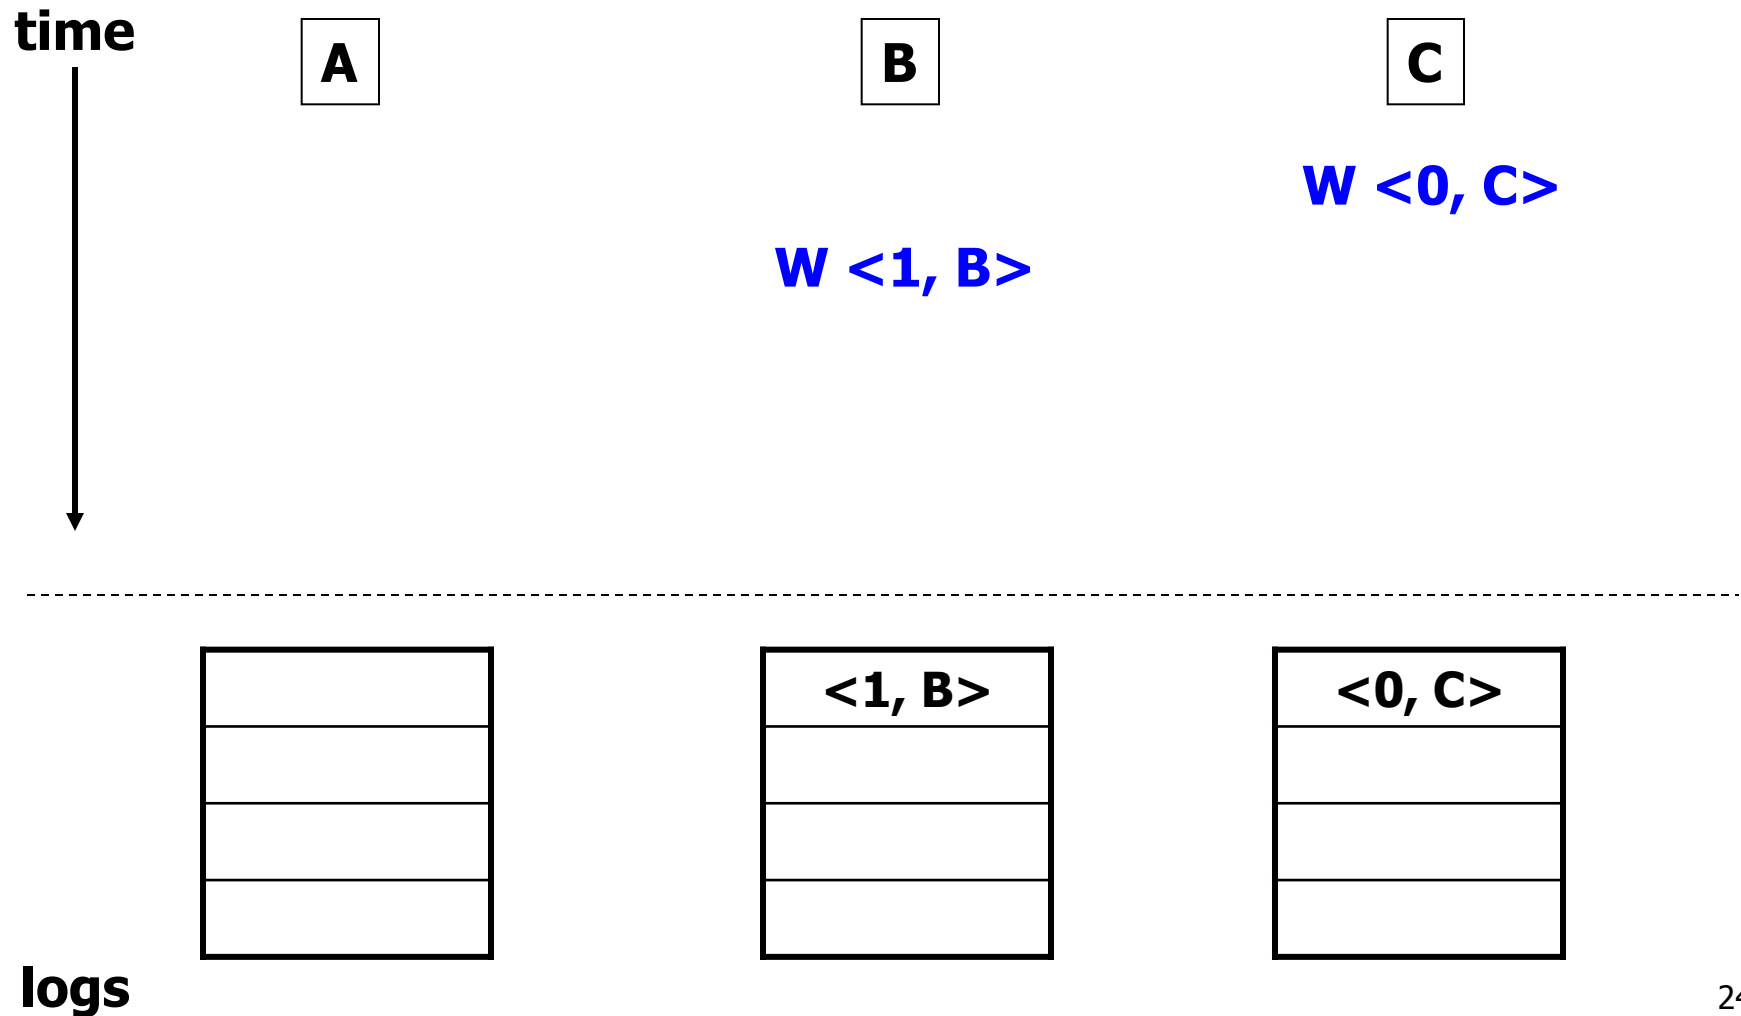 time
A
B
C
W <0, C>
W <1, B>
<1, B>
<0, C>
logs